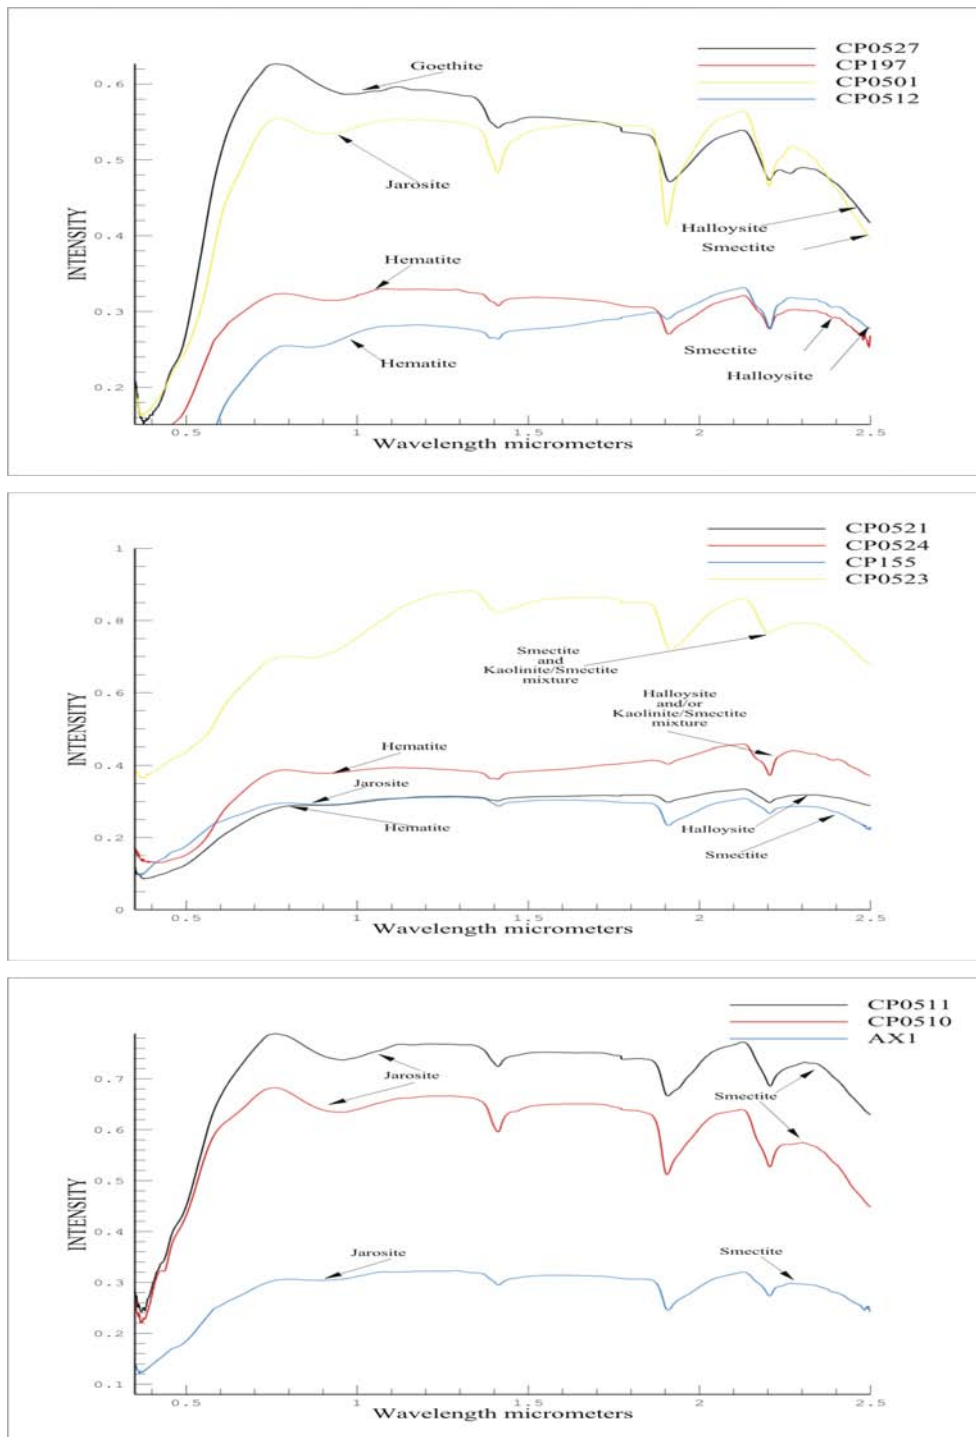 CP0527
CP197
CP0501
CP0512
Goethite
Jarosite
Hematite
Hematite
Halloysite
Smectite
Smectite
Halloysite
INTENSITY
0.6
0.5
0.4
0.3
0.2
0.5 1 1.5 2 2.5
Wavelength micrometers
CP0521
CP0524
CP155
CP0523
Smectite
and
Kaolinite/Smectite
mixture
Halloysite
and/or
Kaolinite/Smectite
mixture
Hematite
Jarosite
Hematite
Halloysite
Smectite
INTENSITY
1
0.8
0.6
0.4
0.2
0
0.5 1 1.5 2 2.5
Wavelength micrometers
CP0511
CP0510
AX1
Jarosite
Smectite
Jarosite
Smectite
INTENSITY
0.7
0.6
0.5
0.4
0.3
0.2
0.1
0.5 1 1.5 2 2.5
Wavelength micrometers